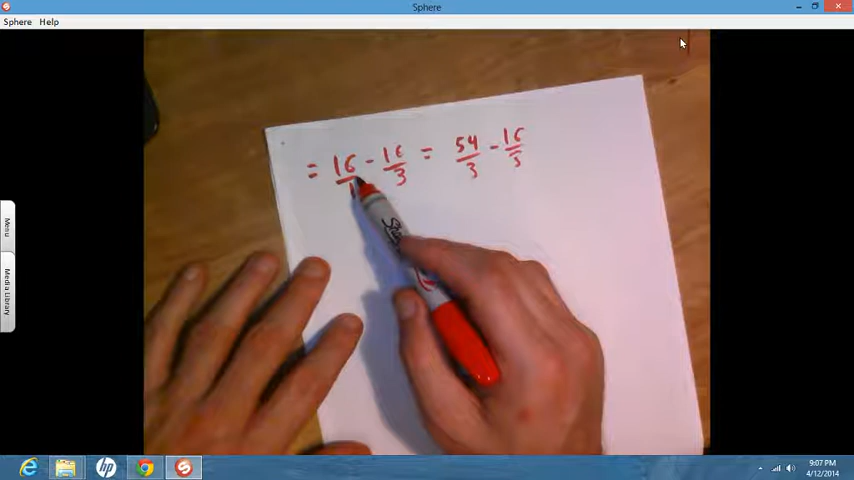 Sphere
Sphere Help
Menu
Media Library
= 16/1 - 16/3 = 54/3 - 16/3
9:07 PM
4/12/2014